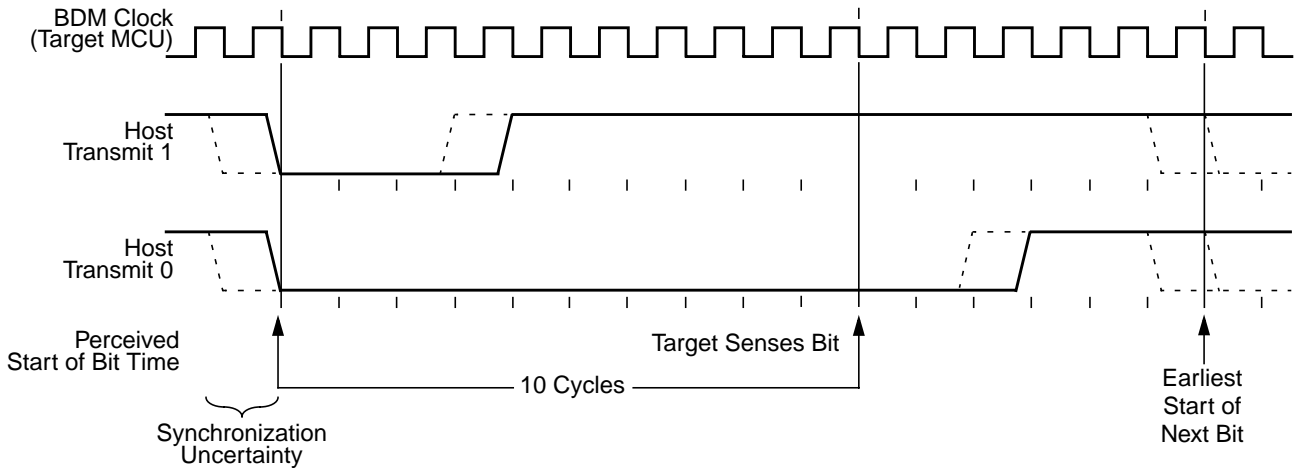 BDM Clock
(Target MCU)
Host
Transmit 1
Host
Transmit 0
Perceived
Start of Bit Time
Target Senses Bit
10 Cycles
Earliest
Start of
Next Bit
Synchronization
Uncertainty